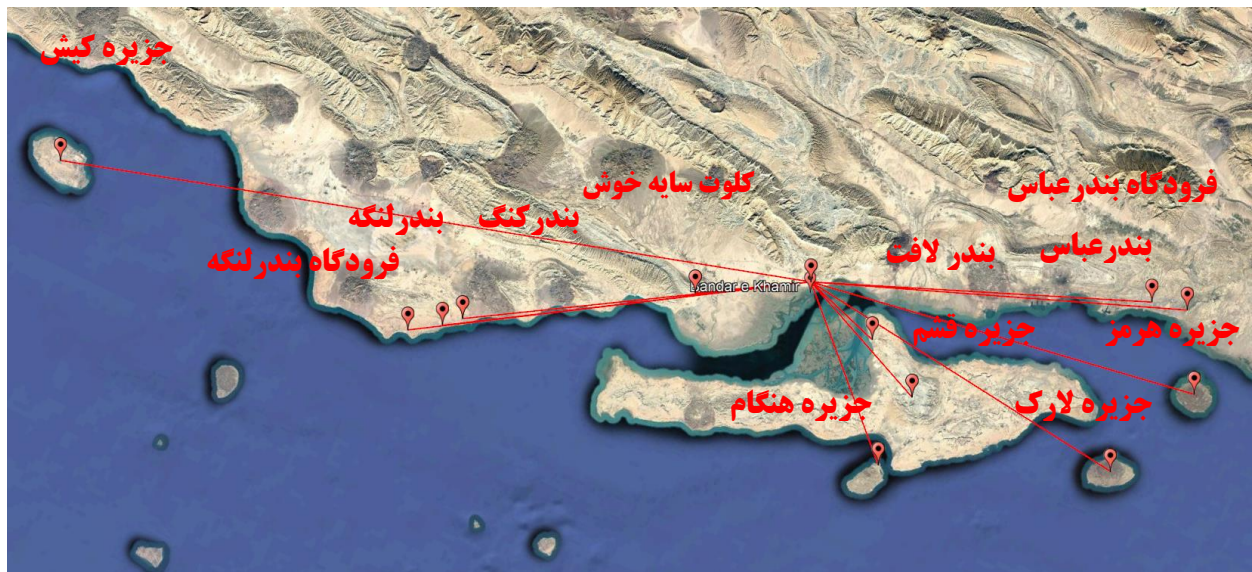 جزیره کیش
کلوت سایه خوش
فرودگاه بندرعباس
بندرلنگه
بندرکنگ
فرودگاه بندرلنگه
بندر لافت
بندرعباس
Bandar e Khamir
جزیره قشم
جزیره هرمز
جزیره هنگام
جزیره لارک